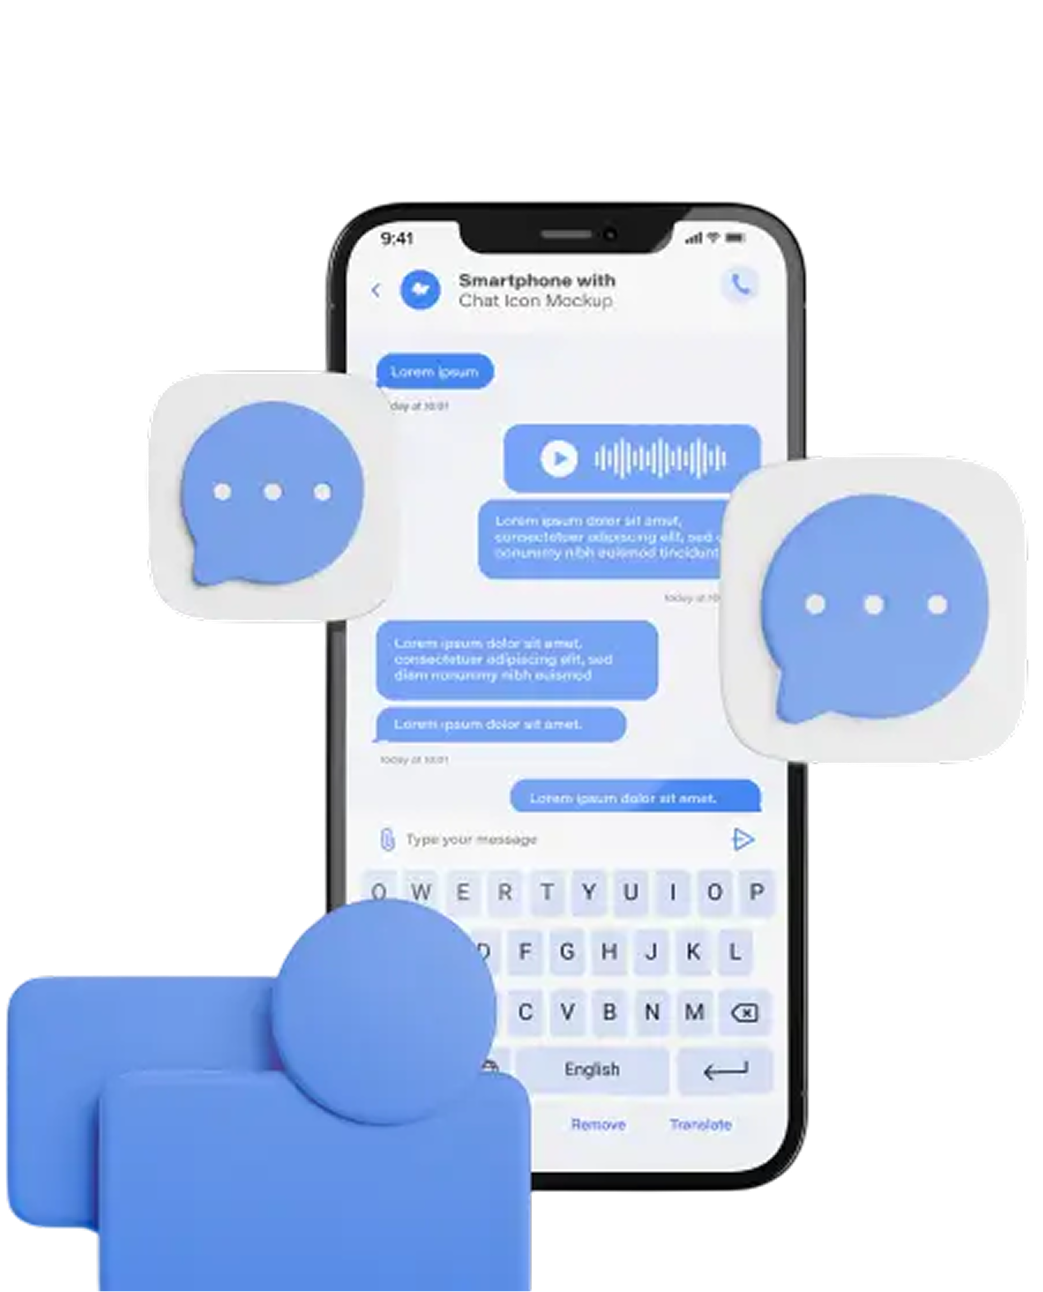 9:41
Smartphone with
Chat Icon Mockup
Lorem ipsum
day at 10:01
Lorem ipsum dolor sit amet,
consectetuer adipiscing elit, sed
nonummy nibh euismod tincidunt
Today at
Lorem ipsum dolor sit amet,
consectetuer adipiscing elit, sed
diam nonummy nibh euismod
Lorem ipsum dolor sit amet.
Today at 10:01
Lorem ipsum dolor sit amet.
Type your message
Q W E R T Y U I O P
D F G H J K L
C V B N M
English
Remove Translate